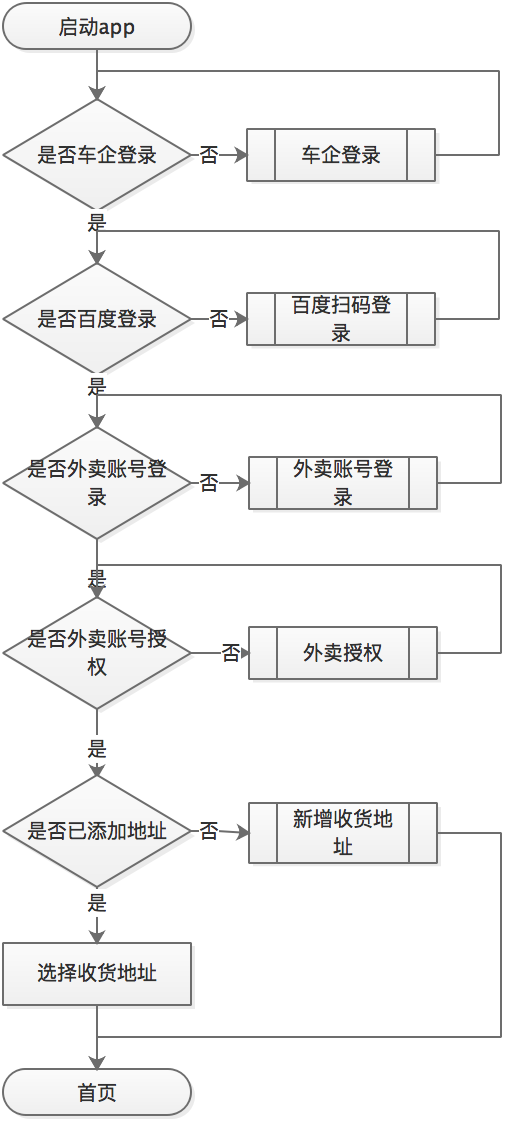 启动app
是否车企登录
否
车企登录
是
是否百度登录
否
百度扫码登
录
是
是否外卖账号登
录
否
外卖账号登
录
是
是否外卖账号授
权
否
外卖授权
是
是否已添加地址
否
新增收货地
址
是
选择收货地址
首页